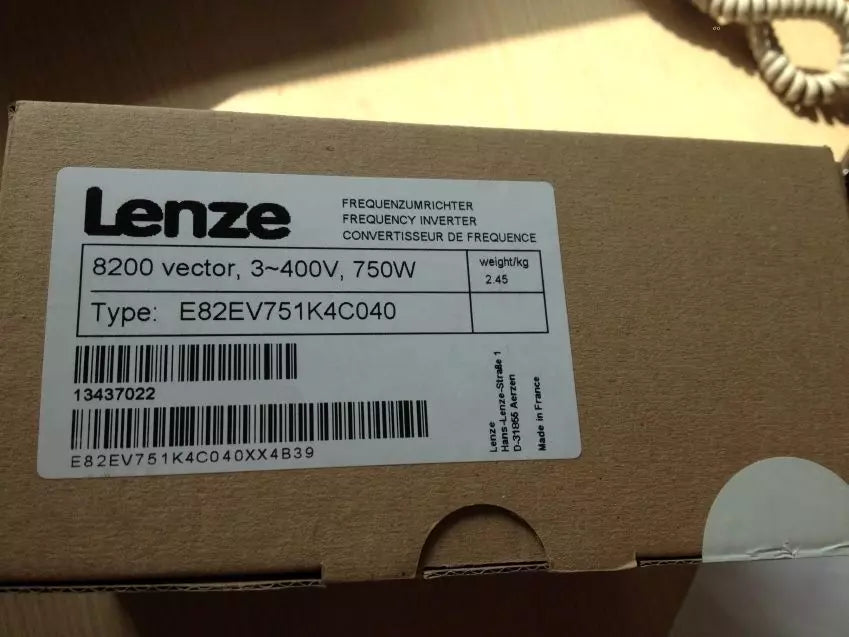 Lenze
FREQUENZUMRICHTER
FREQUENCY INVERTER
CONVERTISSEUR DE FREQUENCE
8200 vector, 3~400V, 750W
weight/kg
2.45
Type: E82EV751K4C040
13437022
E82EV751K4C040XX4B39
Lenze
Hans-Lenze-Straße 1
D-31855 Aerzen
Made in France